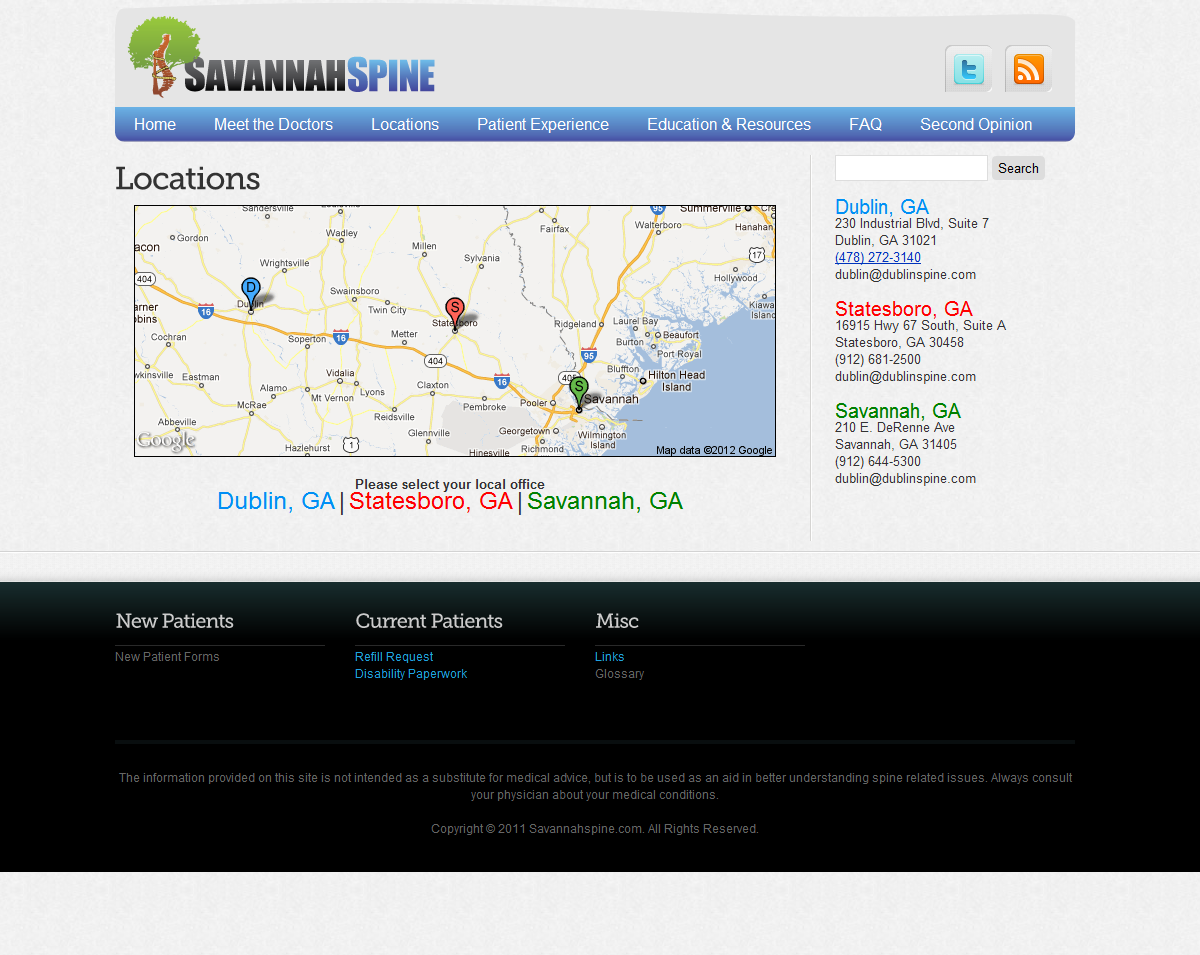 SAVANNAHSPINE
Home Meet the Doctors Locations Patient Experience Education & Resources FAQ Second Opinion
Locations
Search
Sandersville
Louisville
95
Summerville
Gordon
Wadley
Fairfax
Walterboro
Hanahan
acon
Millen
17
Wrightsville
Sylvania
404
Hollywood
D
Swainsboro
Dublin
S
Kiawa
Island
arner
obins
16
Twin City
Statesboro
Ridgeland
Laurel Bay
Cochran
Soperton
16
Metter
Burton
Beaufort
95
Port Royal
404
wkinsville
Eastman
Vidalia
Bluffton
Hilton Head
Island
Alamo
Lyons
Claxton
16
405
S
Mt Vernon
McRae
Pembroke
Pooler
Savannah
Reidsville
Abbeville
Glennville
Georgetown
Wilmington
Island
Google
Hazlehurst
1
Hinesville
Richmond
Map data ©2012 Google
Please select your local office
Dublin, GA | Statesboro, GA | Savannah, GA
Dublin, GA
230 Industrial Blvd, Suite 7
Dublin, GA 31021
(478) 272-3140
dublin@dublinspine.com
Statesboro, GA
16915 Hwy 67 South, Suite A
Statesboro, GA 30458
(912) 681-2500
dublin@dublinspine.com
Savannah, GA
210 E. DeRenne Ave
Savannah, GA 31405
(912) 644-5300
dublin@dublinspine.com
New Patients
New Patient Forms
Current Patients
Refill Request
Disability Paperwork
Misc
Links
Glossary
The information provided on this site is not intended as a substitute for medical advice, but is to be used as an aid in better understanding spine related issues. Always consult
your physician about your medical conditions.
Copyright © 2011 Savannahspine.com. All Rights Reserved.